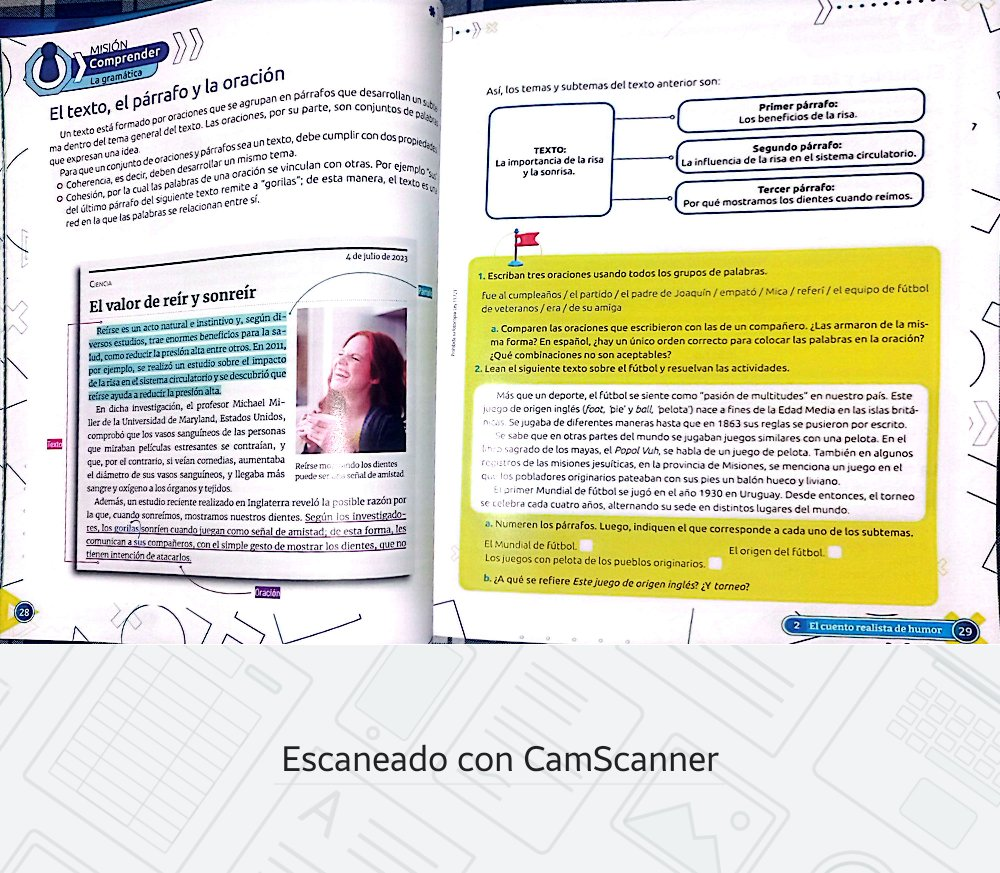 MISIÓN
Comprender
La gramática
El texto, el párrafo y la oración
Un texto está formado por oraciones que se agrupan en párrafos que desarrollan un subte-
ma dentro del tema general del texto. Las oraciones, por su parte, son conjuntos de palabras
que expresan una idea.
Para que un conjunto de oraciones y párrafos sea un texto, debe cumplir con dos propiedades
Coherencia, es decir, deben desarrollar un mismo tema.
Cohesión, por la cual las palabras de una oración se vinculan con otras. Por ejemplo "sus"
del último párrafo del siguiente texto remite a "gorilas"; de esta manera, el texto es una
red en la que las palabras se relacionan entre sí.
4 de julio de 2023
CIENCIA
El valor de reír y sonreír
Párrafo
Reírse es un acto natural e instintivo y, según di-
versos estudios, trae enormes beneficios para la sa-
lud, como reducir la presión alta entre otros. En 2011,
por ejemplo, se realizó un estudio sobre el impacto
de la risa en el sistema circulatorio y se descubrió que
reírse ayuda a reducir la presión alta.
En dicha investigación, el profesor Michael Mi-
ller de la Universidad de Maryland, Estados Unidos,
comprobó que los vasos sanguíneos de las personas
que miraban películas estresantes se contraían, y
que, por el contrario, si veían comedias, aumentaba
el diámetro de sus vasos sanguíneos, y llegaba más
sangre y oxígeno a los órganos y tejidos.
Texto
Reírse mostrando los dientes
puede ser una señal de amistad
Además, un estudio reciente realizado en Inglaterra reveló la posible razón por
la que, cuando sonreímos, mostramos nuestros dientes. Según los investigado-
res, los gorilas sonríen cuando juegan como señal de amistad; de esta forma, les
comunican a sus compañeros, con el simple gesto de mostrar los dientes, que no
tienen intención de atacarlos.
Oración
28
Así, los temas y subtemas del texto anterior son:
TEXTO:
La importancia de la risa
y la sonrisa.
Primer párrafo:
Los beneficios de la risa.
Segundo párrafo:
La influencia de la risa en el sistema circulatorio.
Tercer párrafo:
Por qué mostramos los dientes cuando reímos.
1. Escriban tres oraciones usando todos los grupos de palabras.
fue al cumpleaños / el partido / el padre de Joaquín / empató / Mica / referí / el equipo de fútbol
de veteranos / era / de su amiga
a. Comparen las oraciones que escribieron con las de un compañero. ¿Las armaron de la mis-
ma forma? En español, ¿hay un único orden correcto para colocar las palabras en la oración?
¿Qué combinaciones no son aceptables?
2. Lean el siguiente texto sobre el fútbol y resuelvan las actividades.
Más que un deporte, el fútbol se siente como "pasión de multitudes" en nuestro país. Este
juego de origen inglés (foot, 'pie' y ball, 'pelota') nace a fines de la Edad Media en las islas britá-
nicas. Se jugaba de diferentes maneras hasta que en 1863 sus reglas se pusieron por escrito.
Se sabe que en otras partes del mundo se jugaban juegos similares con una pelota. En el
libro sagrado de los mayas, el Popol Vuh, se habla de un juego de pelota. También en algunos
registros de las misiones jesuíticas, en la provincia de Misiones, se menciona un juego en el
que los pobladores originarios pateaban con sus pies un balón hueco y liviano.
El primer Mundial de fútbol se jugó en el año 1930 en Uruguay. Desde entonces, el torneo
se celebra cada cuatro años, alternando su sede en distintos lugares del mundo.
a. Numeren los párrafos. Luego, indiquen el que corresponde a cada uno de los subtemas.
El Mundial de fútbol.
El origen del fútbol.
Los juegos con pelota de los pueblos originarios.
b. ¿A qué se refiere Este juego de origen inglés? ¿Y torneo?
2 El cuento realista de humor 29
Escaneado con CamScanner